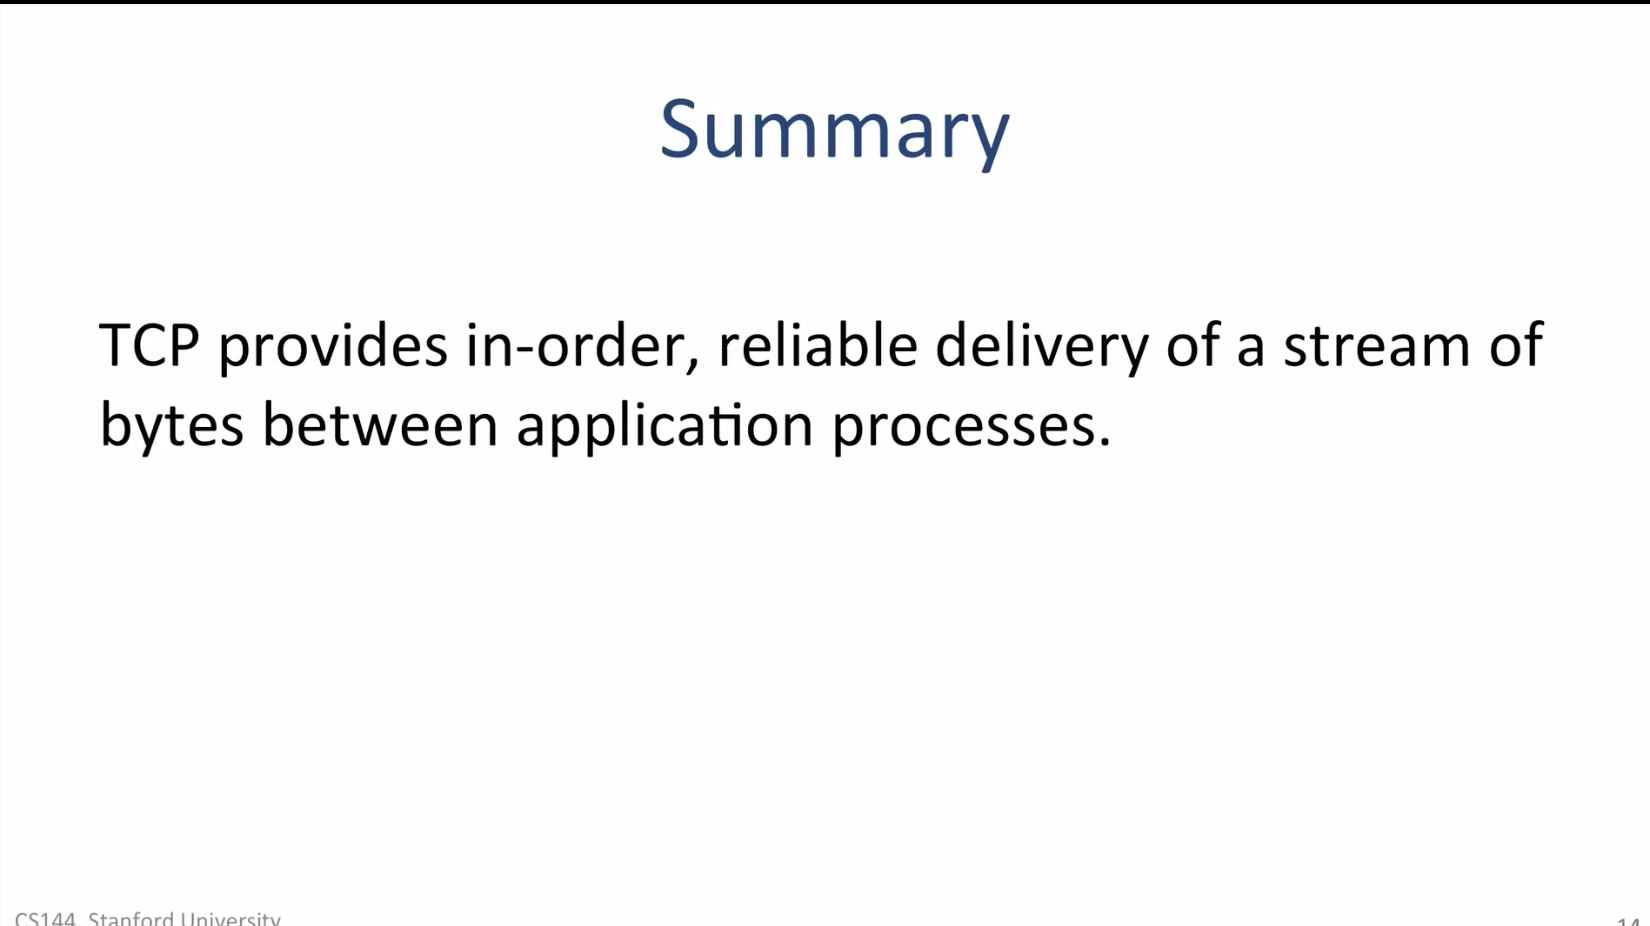 Summary
TCP provides in-order, reliable delivery of a stream of
bytes between application processes.
CS144, Stanford University
14